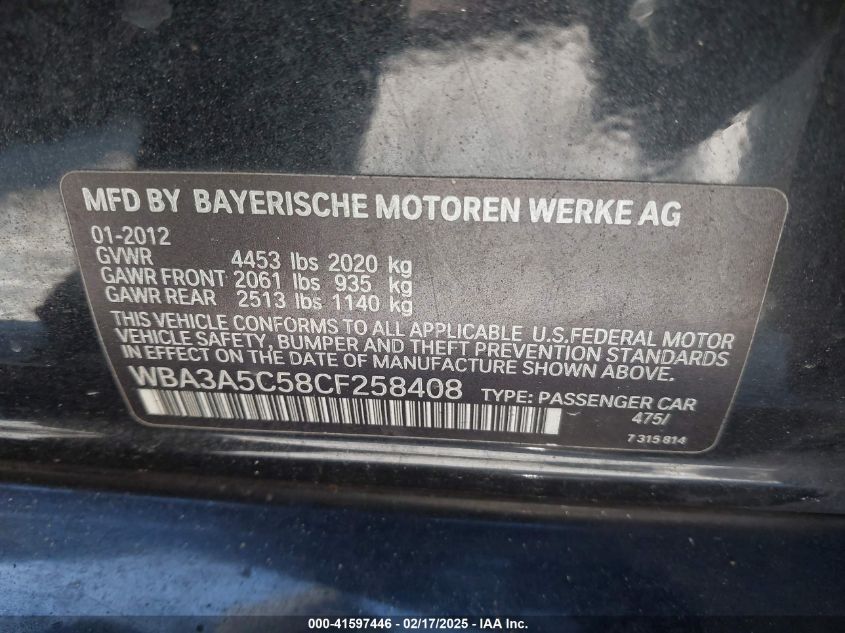 MFD BY BAYERISCHE MOTOREN WERKE AG
01-2012
GVWR 4453 lbs 2020 kg
GAWR FRONT 2061 lbs 935 kg
GAWR REAR 2513 lbs 1140 kg
THIS VEHICLE CONFORMS TO ALL APPLICABLE U.S.FEDERAL MOTOR
VEHICLE SAFETY, BUMPER AND THEFT PREVENTION STANDARDS
IN EFFECT ON THE DATE OF MANUFACTURE SHOWN ABOVE.
WBA3A5C58CF258408 TYPE: PASSENGER CAR
475/
7 315 814
000-41597446 - 02/17/2025 - IAA Inc.